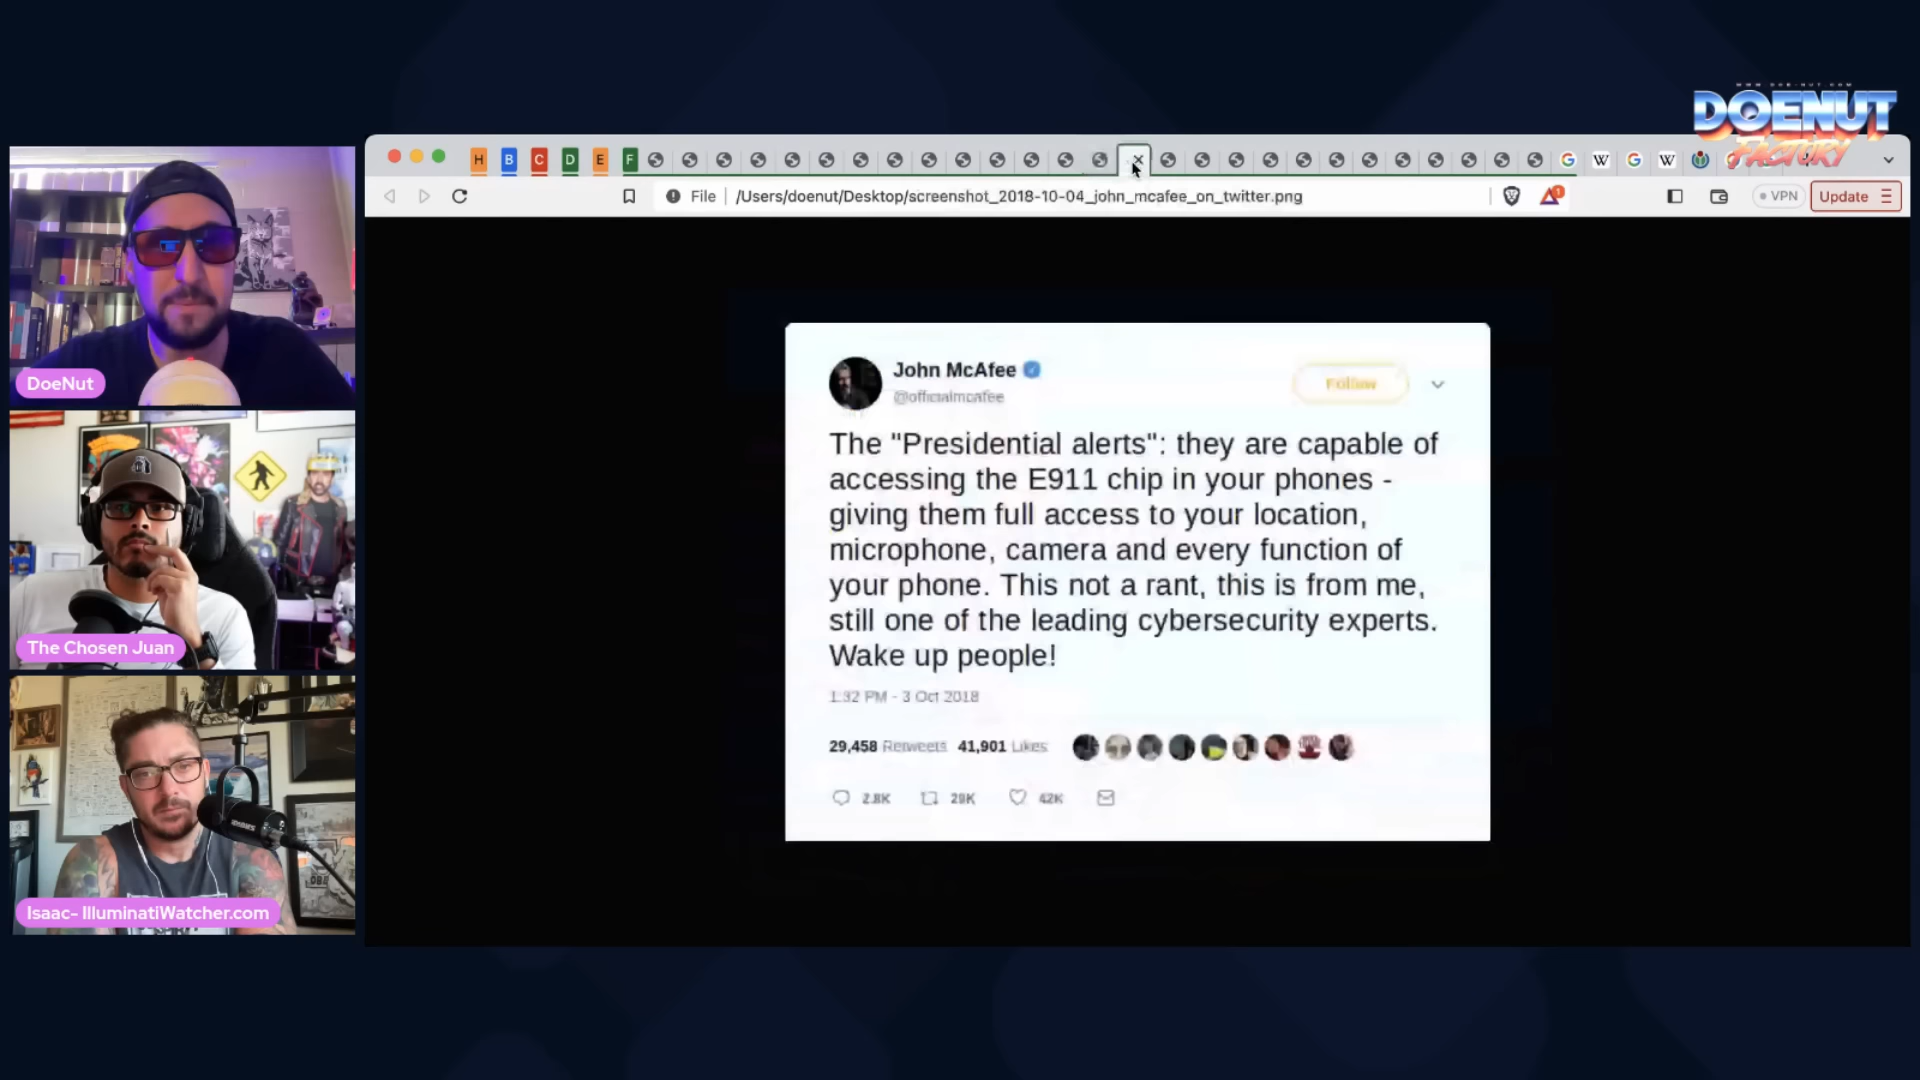 WWW.DOE-NUT.COM
DOENUT
FACTORY
H B C D E F
File /Users/doenut/Desktop/screenshot_2018-10-04_john_mcafee_on_twitter.png
VPN
Update
John McAfee
@officialmcafee
Follow
The "Presidential alerts": they are capable of
accessing the E911 chip in your phones -
giving them full access to your location,
microphone, camera and every function of
your phone. This not a rant, this is from me,
still one of the leading cybersecurity experts.
Wake up people!
1:32 PM - 3 Oct 2018
29,458 Retweets 41,901 Likes
2.8K 29K 42K
DoeNut
The Chosen Juan
Isaac- IlluminatiWatcher.com